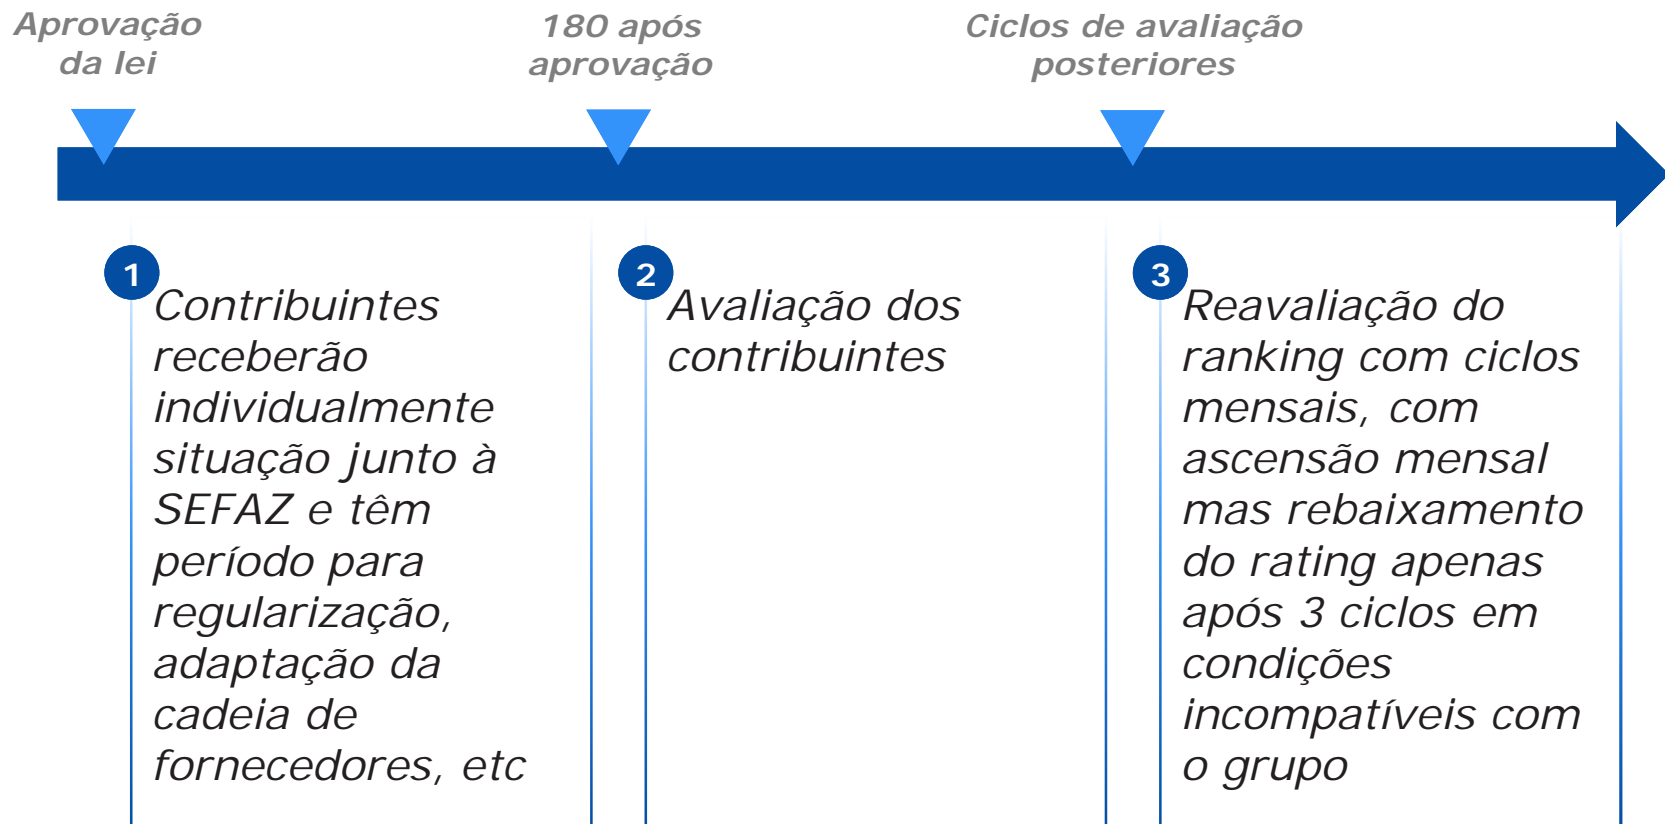 Aprovação
da lei
180 após
aprovação
Ciclos de avaliação
posteriores
1
Contribuintes
receberão
individualmente
situação junto à
SEFAZ e têm
período para
regularização,
adaptação da
cadeia de
fornecedores, etc
2
Avaliação dos
contribuintes
3
Reavaliação do
ranking com ciclos
mensais, com
ascensão mensal
mas rebaixamento
do rating apenas
após 3 ciclos em
condições
incompatíveis com
o grupo